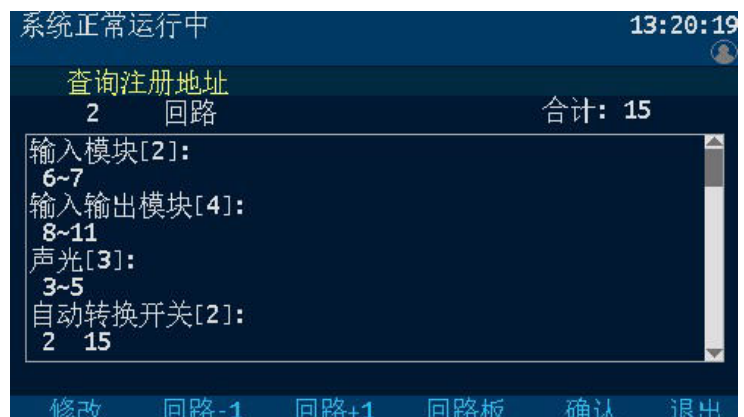 系统正常运行中 13:20:19
查询注册地址
2 回路 合计: 15
输入模块[2]:
6~7
输入输出模块[4]:
8~11
声光[3]:
3~5
自动转换开关[2]:
2 15
修改 回路-1 回路+1 回路板 确认 退出